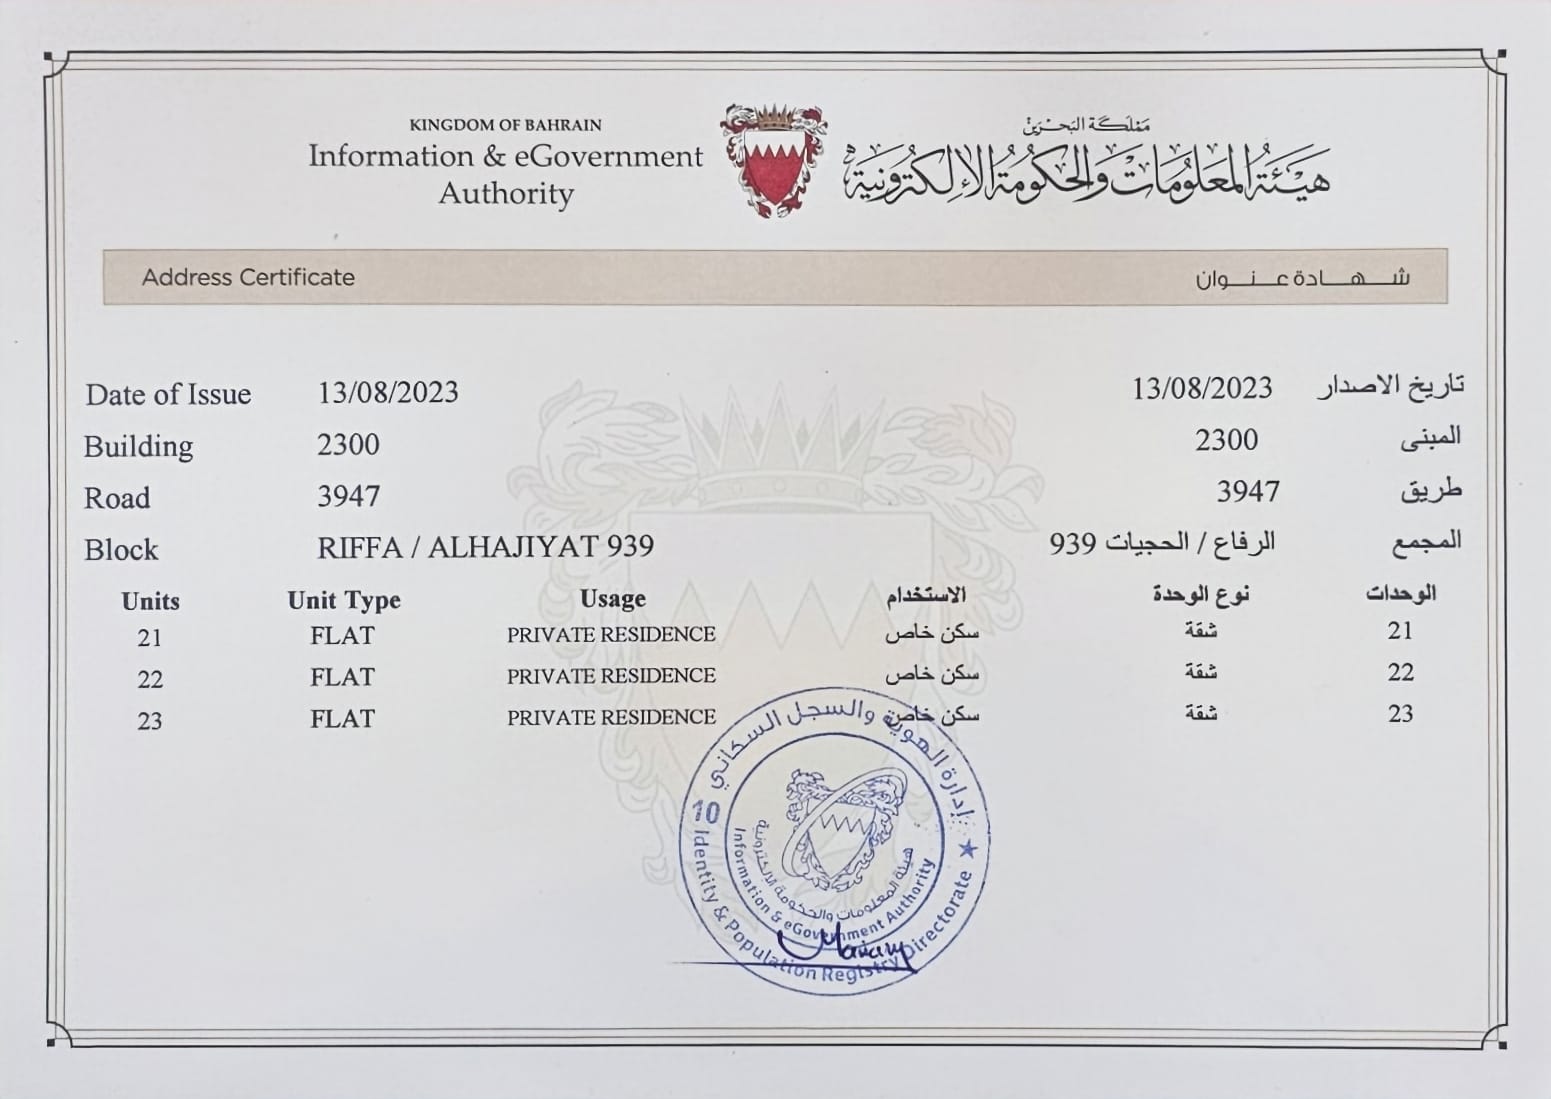 KINGDOM OF BAHRAIN
Information & eGovernment
Authority
مملكة البحرين
هيئة المعلومات والحكومة الإلكترونية
Address Certificate شهادة عنوان
Date of Issue 13/08/2023 13/08/2023 تاريخ الاصدار
Building 2300 2300 المبنى
Road 3947 3947 طريق
Block RIFFA / ALHAJIYAT 939 الرفاع / الحجيات 939 المجمع
Units Unit Type Usage الاستخدام نوع الوحدة الوحدات
21 FLAT PRIVATE RESIDENCE سكن خاص شقة 21
22 FLAT PRIVATE RESIDENCE سكن خاص شقة 22
23 FLAT PRIVATE RESIDENCE سكن خاص شقة 23
إدارة الهوية والسجل السكاني
10
Identity & Population Registry Directorate
هيئة المعلومات والحكومة الإلكترونية
Information & eGovernment Authority
Mariam